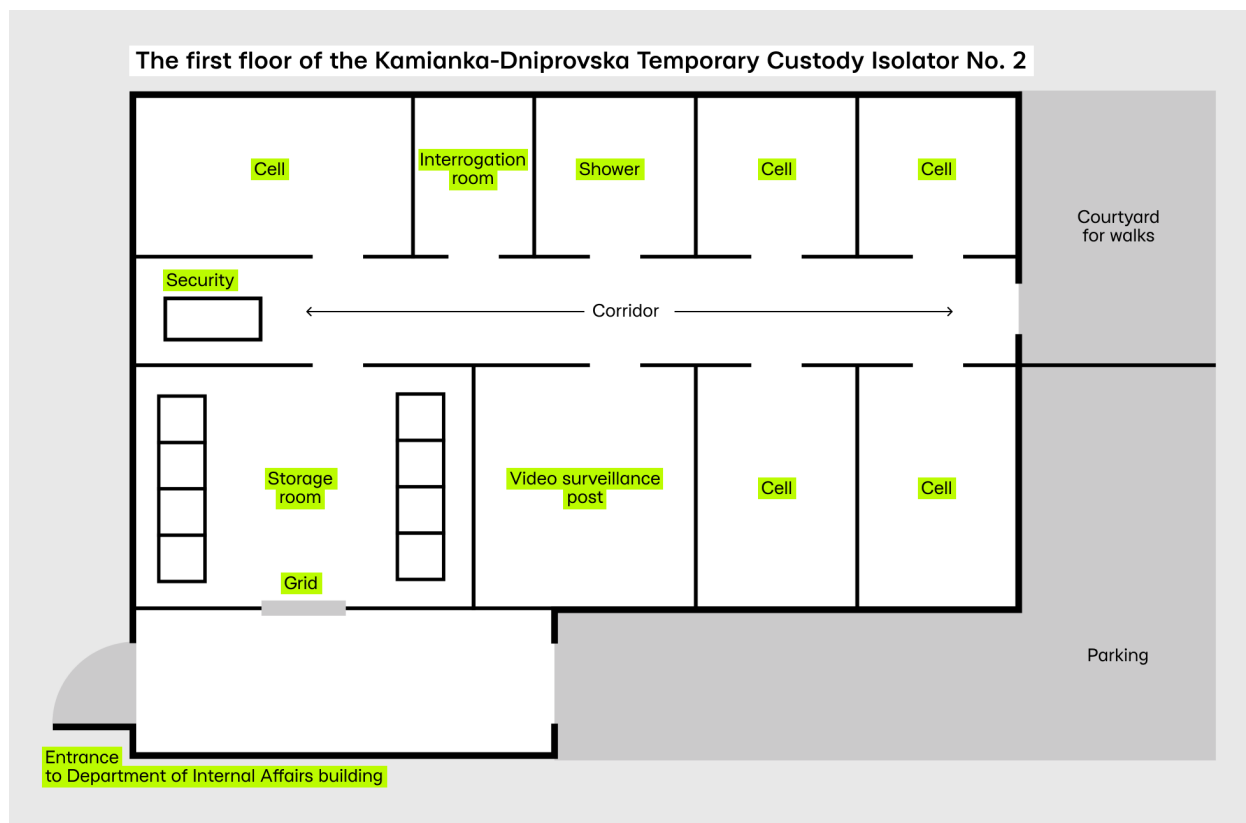 The first floor of the Kamianka-Dniprovska Temporary Custody Isolator No. 2
Cell
Interrogation
room
Shower
Cell
Cell
Courtyard
for walks
Security
Corridor
Storage
room
Video surveillance
post
Cell
Cell
Grid
Parking
Entrance
to Department of Internal Affairs building